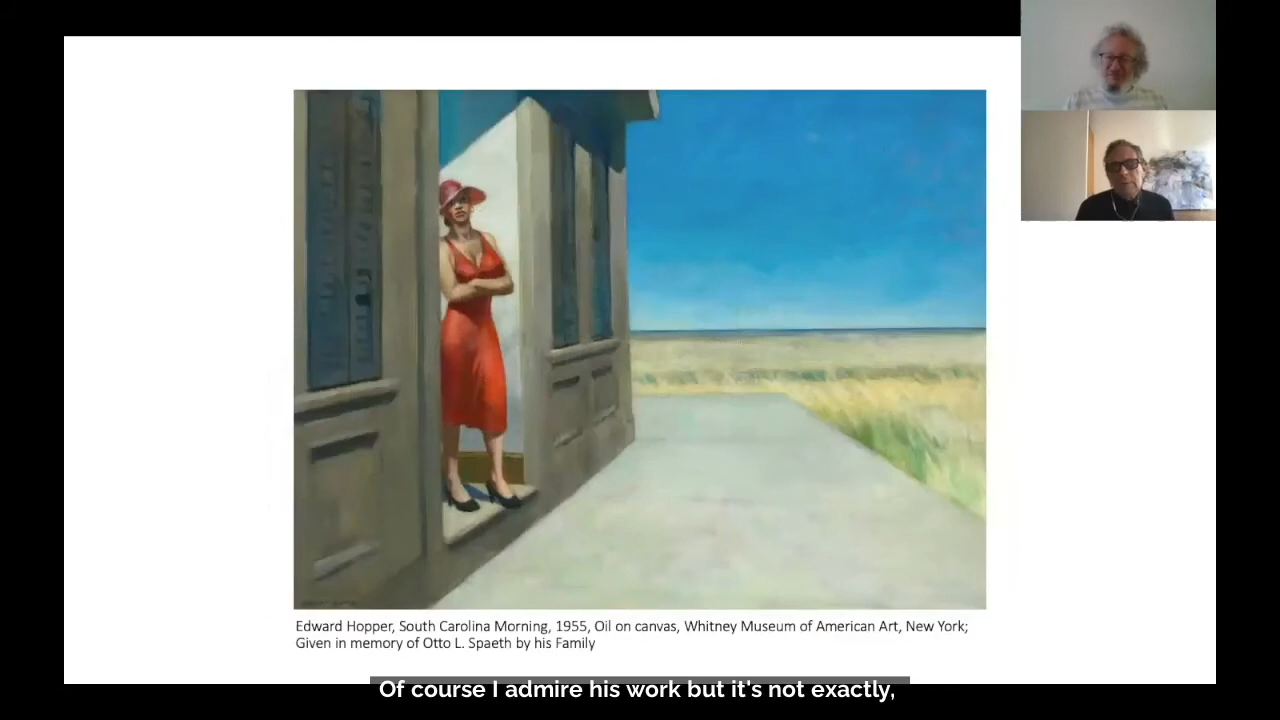 Edward Hopper, South Carolina Morning, 1955, Oil on canvas, Whitney Museum of American Art, New York;
Given in memory of Otto L. Spaeth by his Family
Of course I admire his work but it's not exactly,